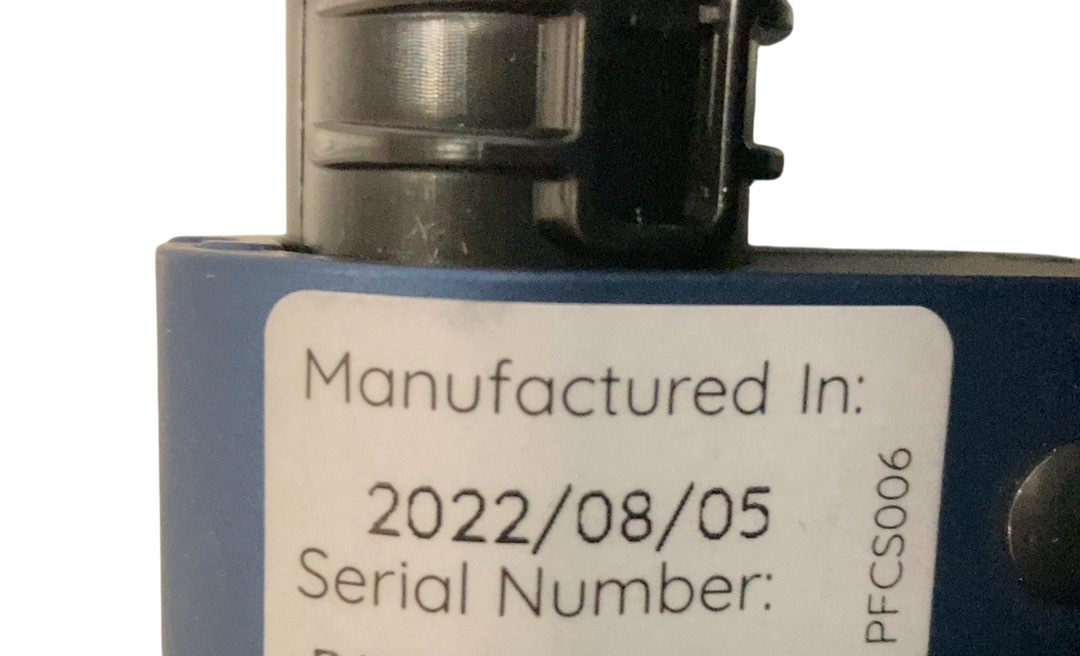 Manufactured In:
2022/08/05
Serial Number:
PFCS006